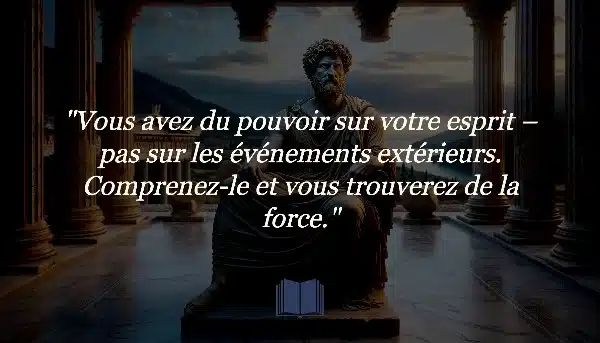 "Vous avez du pouvoir sur votre esprit –
pas sur les événements extérieurs.
Comprenez-le et vous trouverez de la
force."